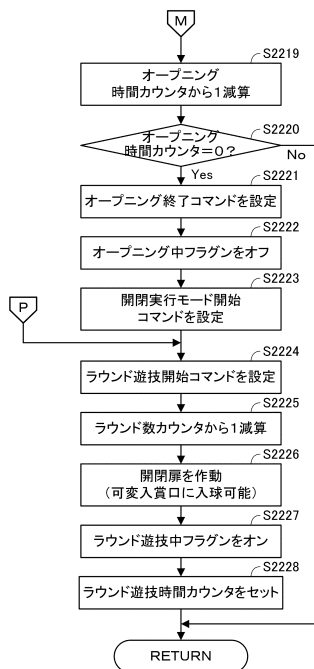 M
S2219
オープニング
時間カウンタから1減算
S2220
オープニング
時間カウンタ=0?
No
Yes
S2221
オープニング終了コマンドを設定
S2222
オープニング中フラグンをオフ
S2223
開閉実行モード開始
コマンドを設定
P
S2224
ラウンド遊技開始コマンドを設定
S2225
ラウンド数カウンタから1減算
S2226
開閉扉を作動
(可変入賞口に入球可能)
S2227
ラウンド遊技中フラグンをオン
S2228
ラウンド遊技時間カウンタをセット
RETURN